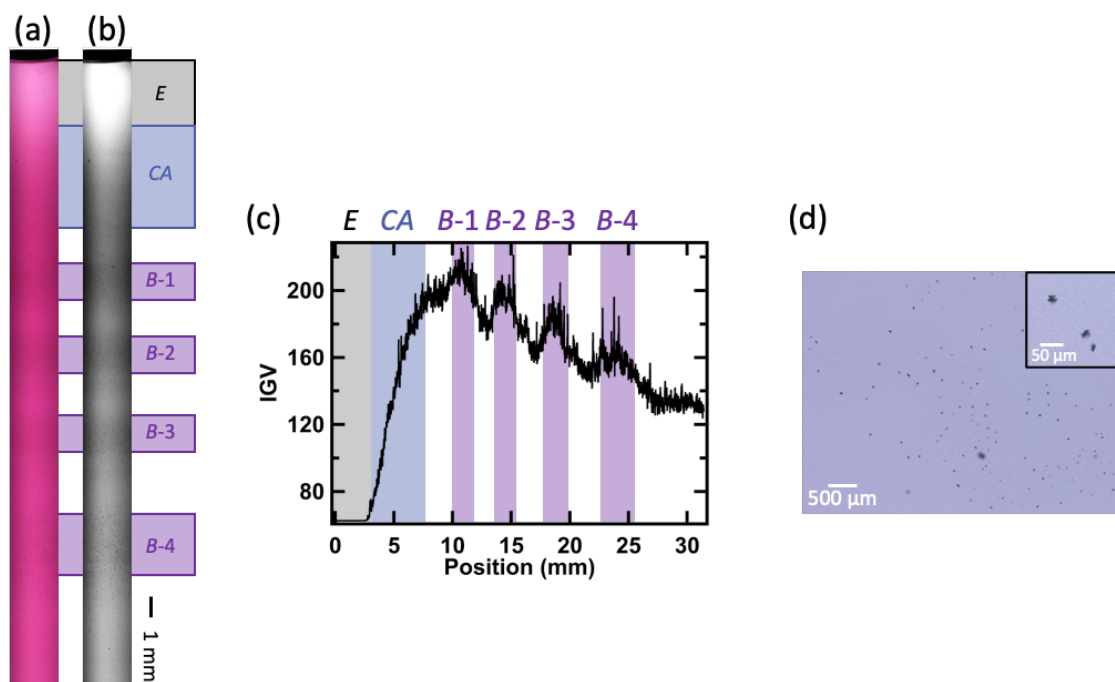 (a) (b)
E
CA
B-1
B-2
B-3
B-4
1 mm
(c)
E CA B-1 B-2 B-3 B-4
IGV
200
160
120
80
0 5 10 15 20 25 30
Position (mm)
(d)
50 μm
500 μm